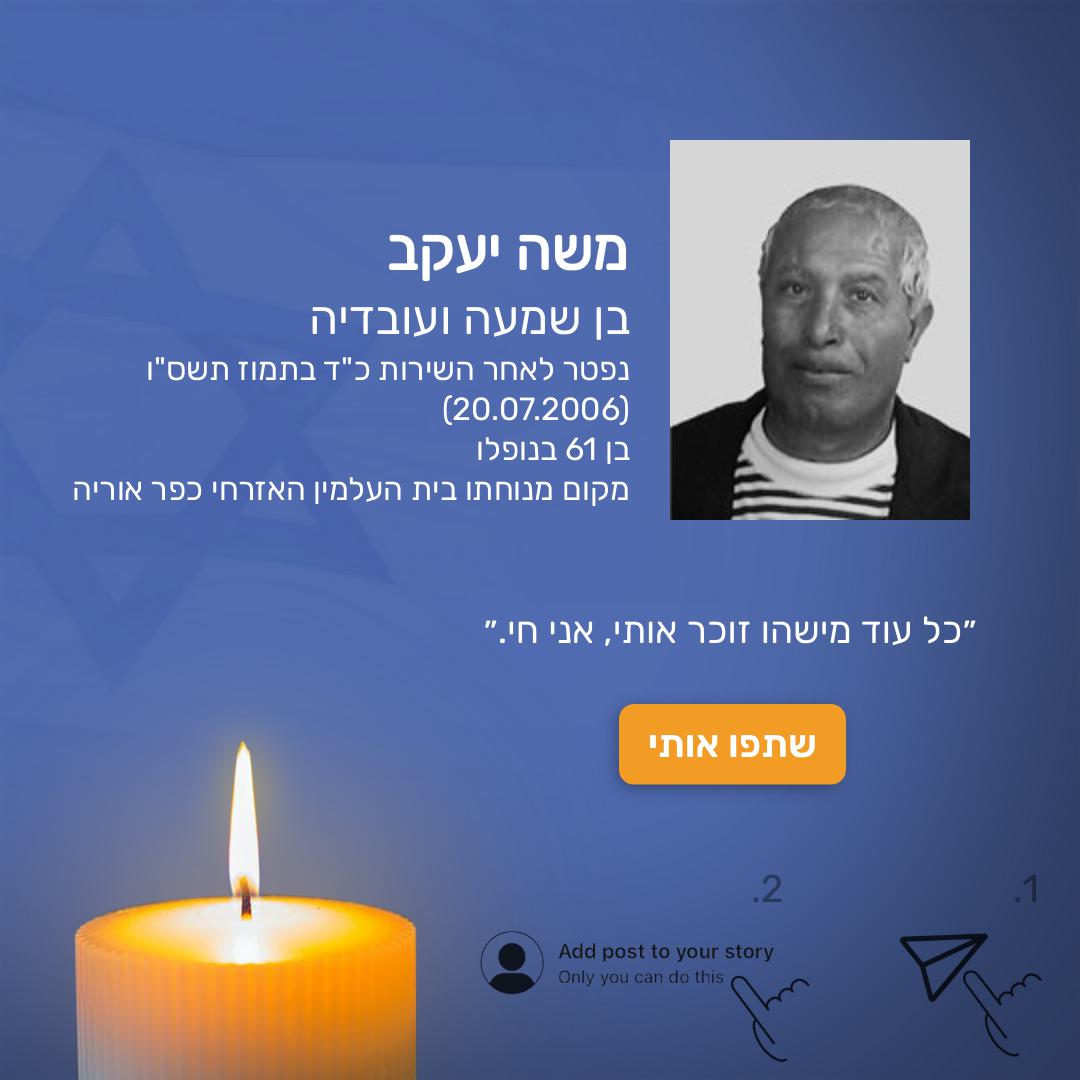 משה יעקב
בן שמעה ועובדיה
נפטר לאחר השירות כ"ד בתמוז תשס"ו
(20.07.2006)
בן 61 בנופלו
מקום מנוחתו בית העלמין האזרחי כפר אוריה
״כל עוד מישהו זוכר אותי, אני חי.״
שתפו אותי
.1
.2
Add post to your story
Only you can do this